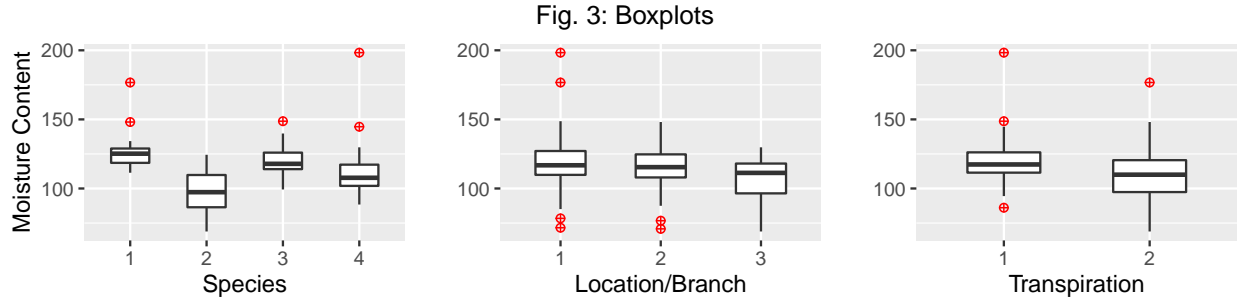 Fig. 3: Boxplots
Moisture Content
200
150
100
1 2 3 4
Species
200
150
100
1 2 3
Location/Branch
200
150
100
1 2
Transpiration